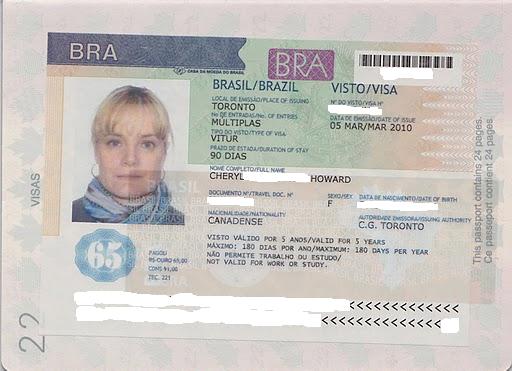 BRA
CASA DA MOEDA DO BRASIL
BRA
BRASIL/BRAZIL VISTO/VISA
LOCAL DE EMISSÃO/PLACE OF ISSUING
TORONTO
Nº DO VISTO/VISA Nº
No DE ENTRADAS/No. OF ENTRIES
MÚLTIPLAS
DATA DE EMISSÃO/DATE OF ISSUE
05 MAR/MAR 2010
TIPO DO VISTO/TYPE OF VISA
VITUR
PRAZO DE ESTADA/DURATION OF STAY
90 DIAS
NOME COMPLETO/FULL NAME
CHERYL HOWARD
DOCUMENTO Nº/TRAVEL DOC. Nº SEXO/SEX DATA DE NASCIMENTO/DATE OF BIRTH
F
NACIONALIDADE/NATIONALITY AUTORIDADE EMISSORA/ISSUING AUTHORITY
CANADENSE C.G. TORONTO
VISTO VÁLIDO POR 5 ANOS/VALID FOR 5 YEARS
MÁXIMO: 180 DIAS POR ANO/MAXIMUM: 180 DAYS PER YEAR
NÃO PERMITE TRABALHO OU ESTUDO/
NOT VALID FOR WORK OR STUDY.
65
PAGOU
R$-OURO 65,00
CDN$ 91,00
TEC. 221
<<<<<<<<<<<<<<
<<<<<<<<<<<<
VISAS
22
This passport contains 24 pages.
Ce passeport contient 24 pages.